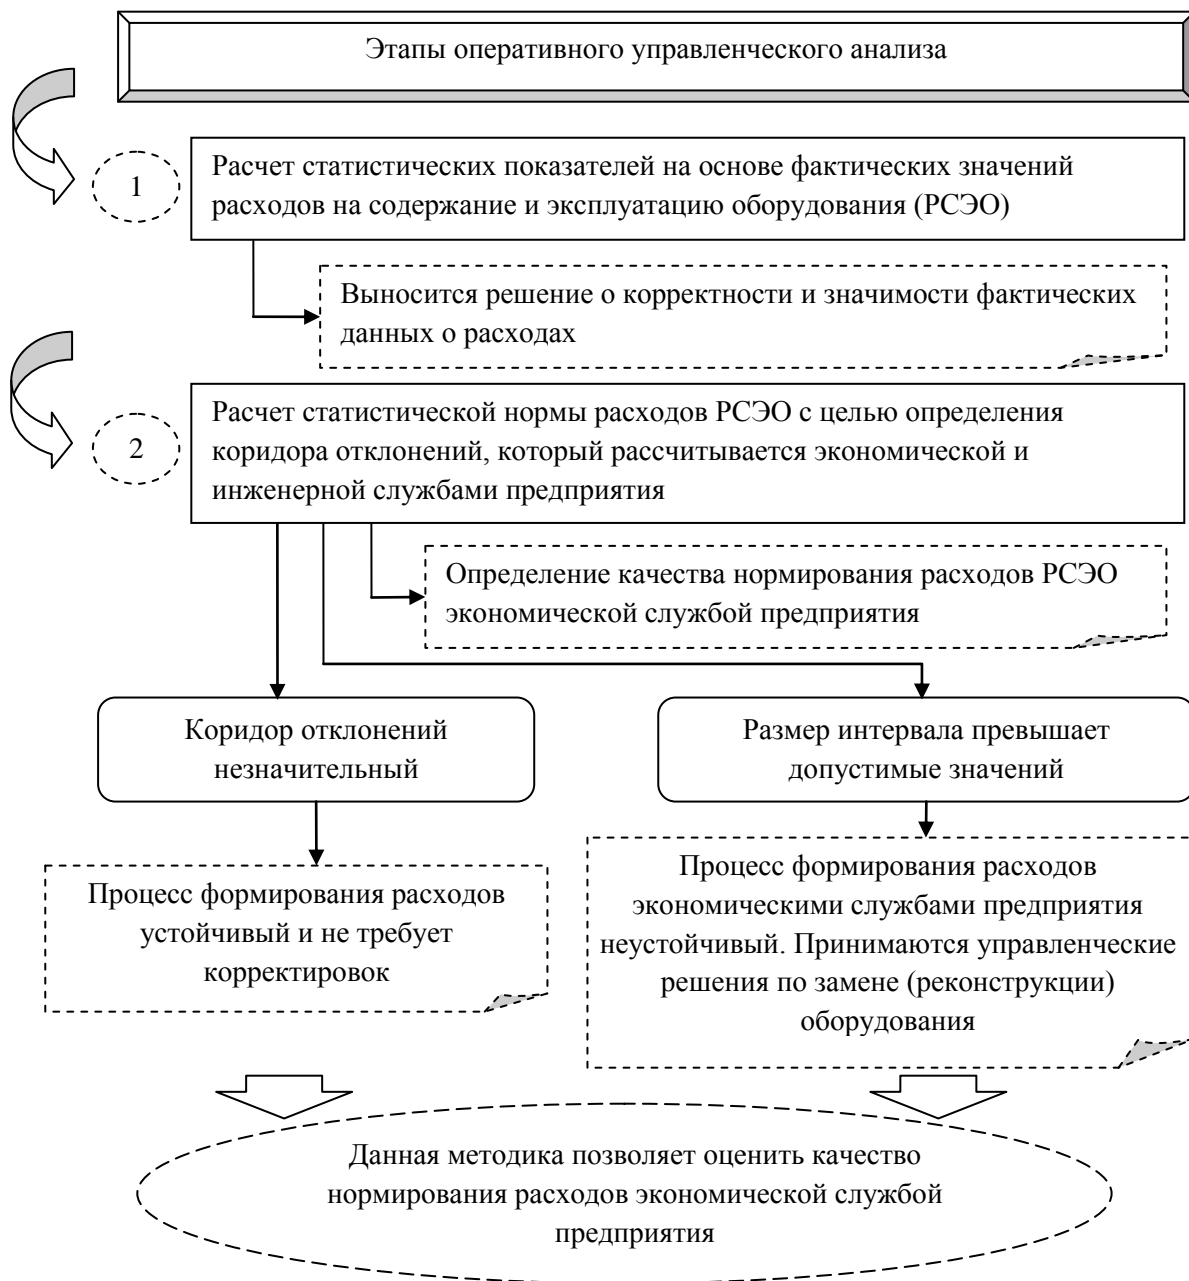 Этапы оперативного управленческого анализа
1
Расчет статистических показателей на основе фактических значений
расходов на содержание и эксплуатацию оборудования (РСЭО)
Выносится решение о корректности и значимости фактических
данных о расходах
2
Расчет статистической нормы расходов РСЭО с целью определения
коридора отклонений, который рассчитывается экономической и
инженерной службами предприятия
Определение качества нормирования расходов РСЭО
экономической службой предприятия
Коридор отклонений
незначительный
Размер интервала превышает
допустимые значений
Процесс формирования расходов
устойчивый и не требует
корректировок
Процесс формирования расходов
экономическими службами предприятия
неустойчивый. Принимаются управленческие
решения по замене (реконструкции)
оборудования
Данная методика позволяет оценить качество
нормирования расходов экономической службой
предприятия